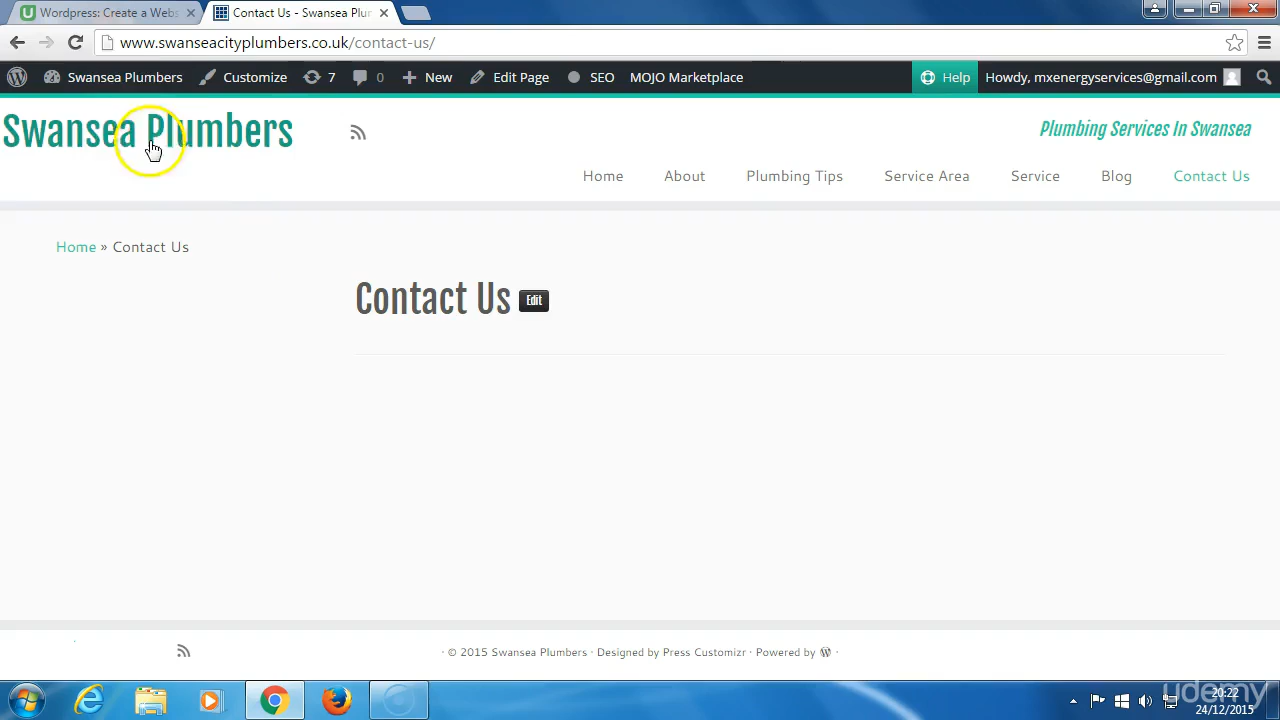 Wordpress: Create a Webs
Contact Us - Swansea Plur
www.swanseacityplumbers.co.uk/contact-us/
Swansea Plumbers
Customize
7
0
New
Edit Page
SEO
MOJO Marketplace
Help
Howdy, mxenergyservices@gmail.com
Swansea Plumbers
Plumbing Services In Swansea
Home
About
Plumbing Tips
Service Area
Service
Blog
Contact Us
Home » Contact Us
Contact Us
Edit
· © 2015 Swansea Plumbers · Designed by Press Customizr · Powered by
udemy
20:22
24/12/2015